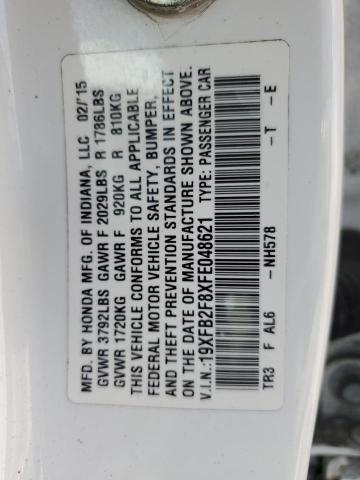 MFD. BY HONDA MFG. OF INDIANA, LLC 02/'15
GVWR 3792LBS GAWR F 2029LBS R 1786LBS
GVWR 1720KG GAWR F 920KG R 810KG
THIS VEHICLE CONFORMS TO ALL APPLICABLE
FEDERAL MOTOR VEHICLE SAFETY, BUMPER,
AND THEFT PREVENTION STANDARDS IN EFFECT
ON THE DATE OF MANUFACTURE SHOWN ABOVE.
V.I.N.:19XFB2F8XFE048621 TYPE: PASSENGER CAR
TR3 F AL6 -NH578 -T -E